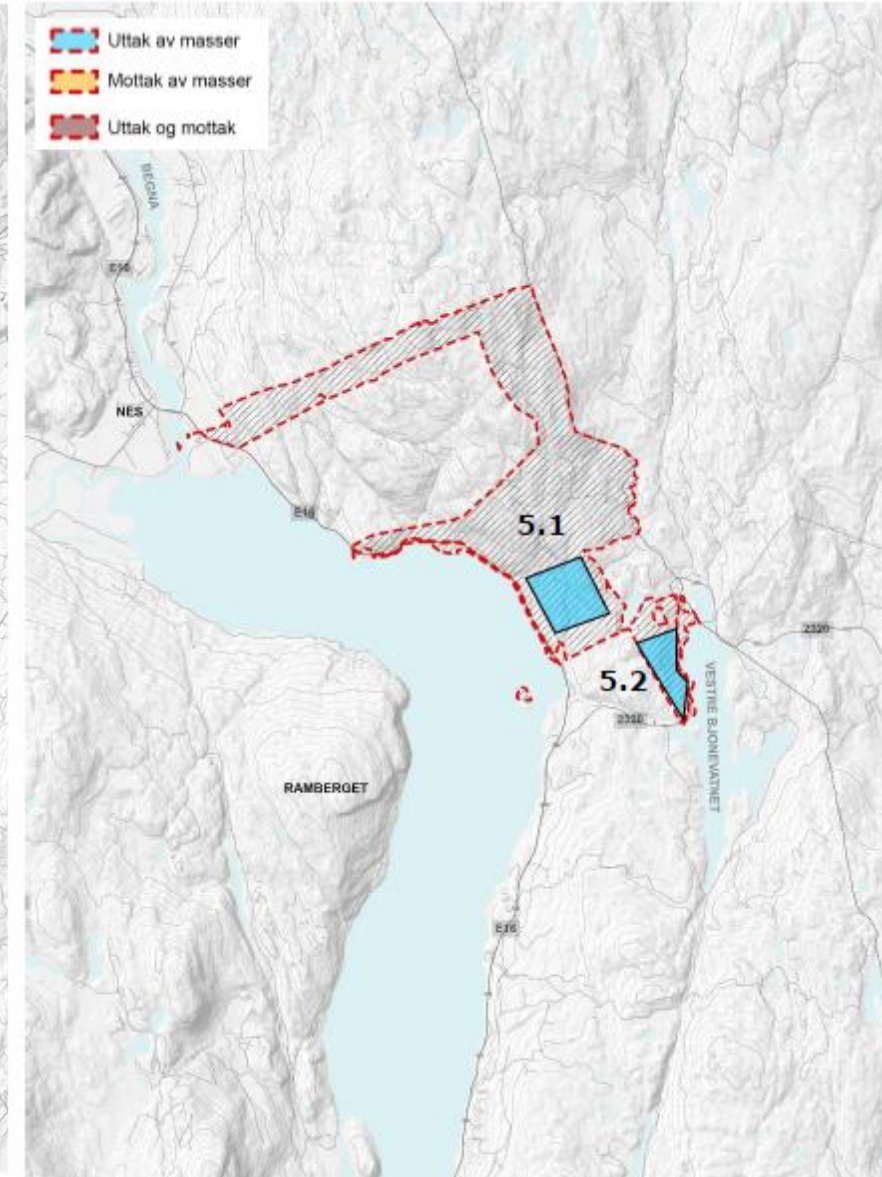 Uttak av masser
Mottak av masser
Uttak og mottak
BEGNA
E16
NES
E16
5.1
2320
5.2
VESTRE BJONEVATNET
2320
RAMBERGET
E16